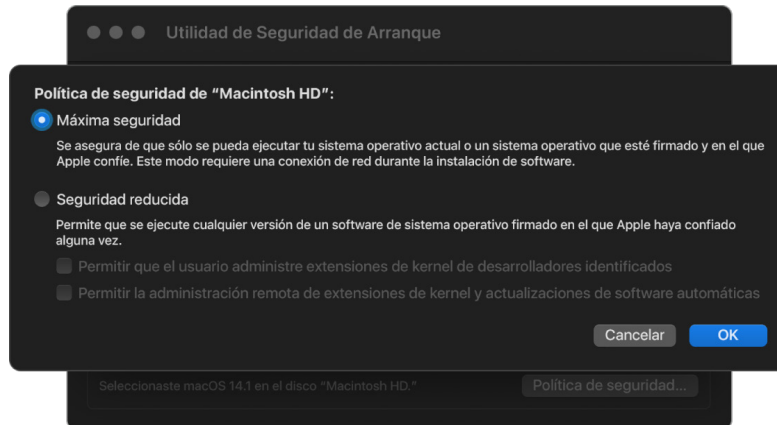 Utilidad de Seguridad de Arranque
Política de seguridad de “Macintosh HD”:
Máxima seguridad
Se asegura de que sólo se pueda ejecutar tu sistema operativo actual o un sistema operativo que esté firmado y en el que
Apple confíe. Este modo requiere una conexión de red durante la instalación de software.
Seguridad reducida
Permite que se ejecute cualquier versión de un software de sistema operativo firmado en el que Apple haya confiado
alguna vez.
Permitir que el usuario administre extensiones de kernel de desarrolladores identificados
Permitir la administración remota de extensiones de kernel y actualizaciones de software automáticas
Cancelar
OK
Seleccionaste macOS 14.1 en el disco “Macintosh HD.”
Política de seguridad...